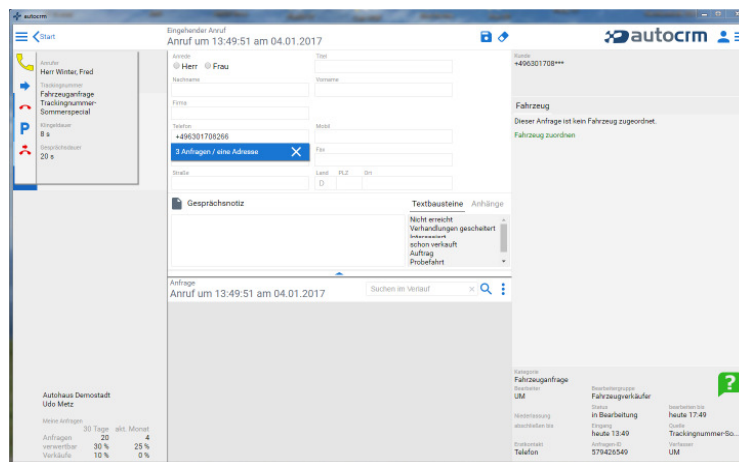 autocrm
Start
Eingehender Anruf
Anruf um 13:49:51 am 04.01.2017
autocrm
Anrufer
Herr Winter, Fred
Trackingnummer
Fahrzeuganfrage
Trackingnummer-
Sommerspecial
Klingeldauer
8 s
Gesprächsdauer
20 s
P
Anrede
Titel
Herr Frau
Nachname
Vorname
Firma
Telefon
Mobil
+496301708266
3 Anfragen / eine Adresse
Fax
Straße
Land PLZ Ort
D
Gesprächsnotiz
Textbausteine Anhänge
Nicht erreicht
Verhandlungen gescheitert
Interessiert
schon verkauft
Auftrag
Probefahrt
Anfrage
Anruf um 13:49:51 am 04.01.2017
Suchen im Verlauf
Kunde
+496301708***
Fahrzeug
Dieser Anfrage ist kein Fahrzeug zugeordnet.
Fahrzeug zuordnen
Autohaus Demostadt
Udo Metz
Meine Anfragen
30 Tage akt. Monat
Anfragen 20 4
verwertbar 30 % 25 %
Verkäufe 10 % 0 %
Kategorie
Fahrzeuganfrage
Bearbeiter
Bearbeitergruppe
UM
Fahrzeugverkäufer
Status
bearbeiten bis
Niederlassung
in Bearbeitung
heute 17:49
abschließen bis
Eingang
Quelle
heute 13:49
Trackingnummer-So...
Erstkontakt
Anfragen-ID
Verfasser
Telefon
579426549
UM
?